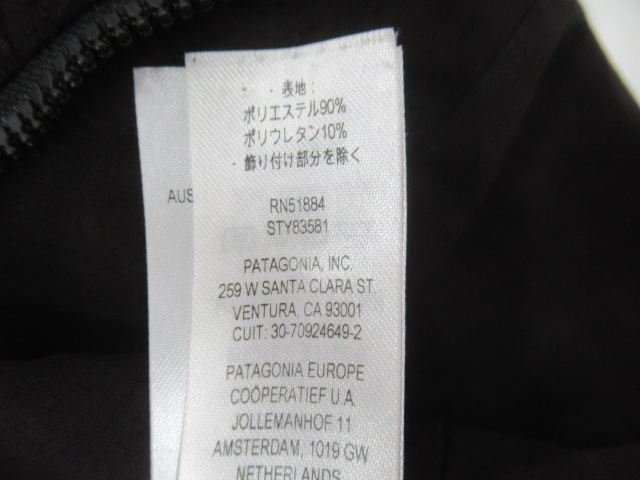 ・表地:
ポリエステル90%
ポリウレタン10%
・飾り付け部分を除く
AUS
RN51884
STY83581
PATAGONIA, INC.
259 W SANTA CLARA ST.
VENTURA, CA 93001
CUIT: 30-70924649-2
PATAGONIA EUROPE
COÖPERATIEF U.A.
JOLLEMANHOF 11
AMSTERDAM, 1019 GW
NETHERLANDS